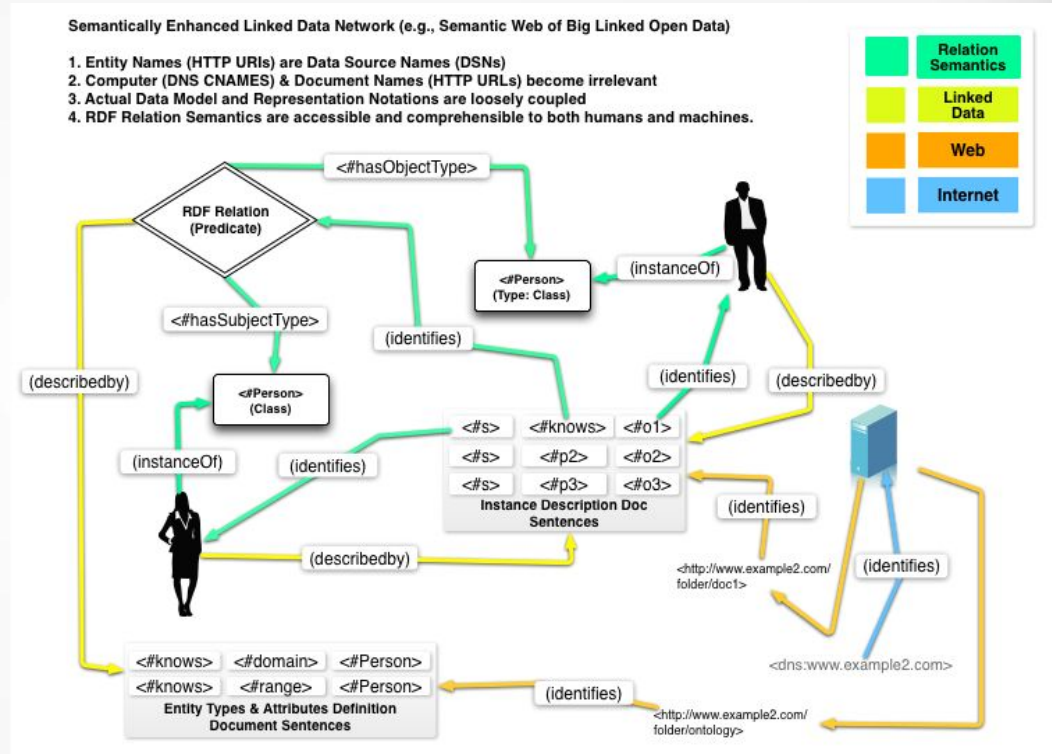 Semantically Enhanced Linked Data Network (e.g., Semantic Web of Big Linked Open Data)
1. Entity Names (HTTP URIs) are Data Source Names (DSNs)
2. Computer (DNS CNAMES) & Document Names (HTTP URLs) become irrelevant
3. Actual Data Model and Representation Notations are loosely coupled
4. RDF Relation Semantics are accessible and comprehensible to both humans and machines.
Relation
Semantics
Linked
Data
Web
Internet
<#hasObjectType>
RDF Relation
(Predicate)
<#Person>
(Type: Class)
(instanceOf)
<#hasSubjectType>
(identifies)
(describedby)
<#Person>
(Class)
(identifies)
(describedby)
(instanceOf)
(identifies)
<#s> <#knows> <#o1>
<#s> <#p2> <#o2>
<#s> <#p3> <#o3>
Instance Description Doc
Sentences
(identifies)
(describedby)
<http://www.example2.com/
folder/doc1>
(identifies)
<dns:www.example2.com>
<#knows> <#domain> <#Person>
<#knows> <#range> <#Person>
Entity Types & Attributes Definition
Document Sentences
(identifies)
<http://www.example2.com/
folder/ontology>